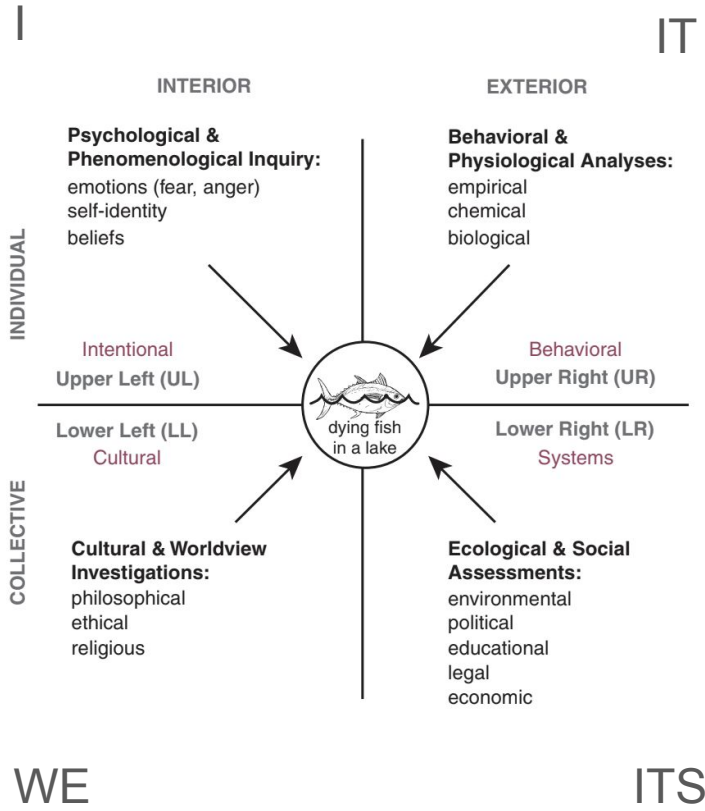 I
IT
INTERIOR
EXTERIOR
Psychological &
Phenomenological Inquiry:
emotions (fear, anger)
self-identity
beliefs
Behavioral &
Physiological Analyses:
empirical
chemical
biological
INDIVIDUAL
Intentional
Upper Left (UL)
Behavioral
Upper Right (UR)
dying fish
in a lake
Lower Left (LL)
Cultural
Lower Right (LR)
Systems
COLLECTIVE
Cultural & Worldview
Investigations:
philosophical
ethical
religious
Ecological & Social
Assessments:
environmental
political
educational
legal
economic
WE
ITS